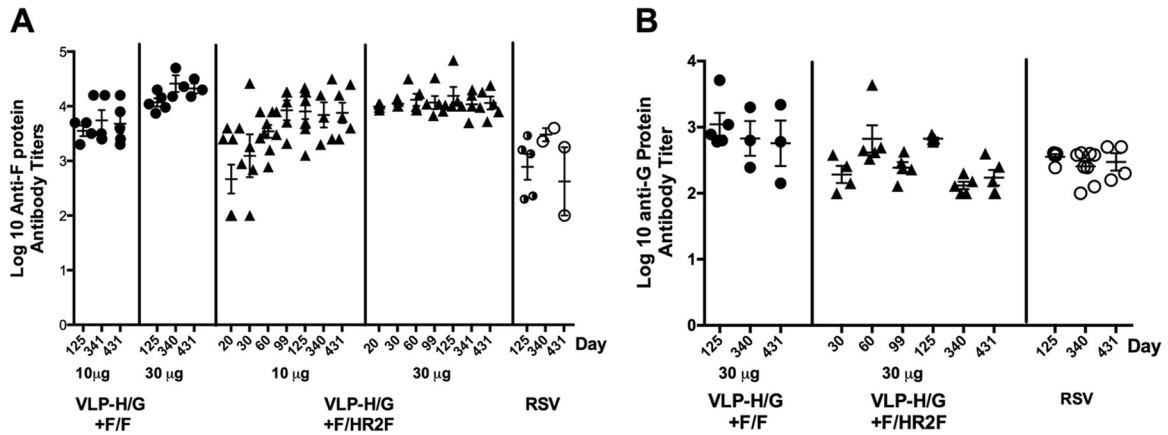 A
Log 10 Anti-F protein
Antibody Titers
5
4
3
2
1
0
125 341 431 125 340 431 20 30 60 99 125 340 431 20 30 60 99 125 341 431 125 340 431 Day
10μg 30 μg 10 μg 30 μg
VLP-H/G VLP-H/G RSV
+F/F +F/HR2F
B
Log 10 anti-G Protein
Antibody Titer
4
3
2
1
0
125 340 431 30 60 99 125 340 431 125 340 431 Day
30 μg 30 μg
VLP-H/G VLP-H/G RSV
+F/F +F/HR2F